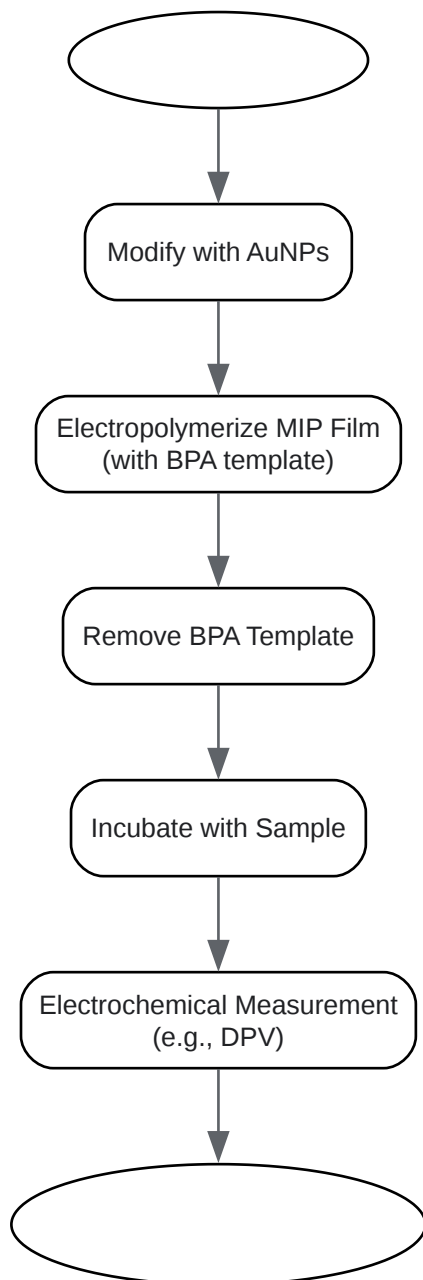 Modify with AuNPs
Electropolymerize MIP Film
(with BPA template)
Remove BPA Template
Incubate with Sample
Electrochemical Measurement
(e.g., DPV)